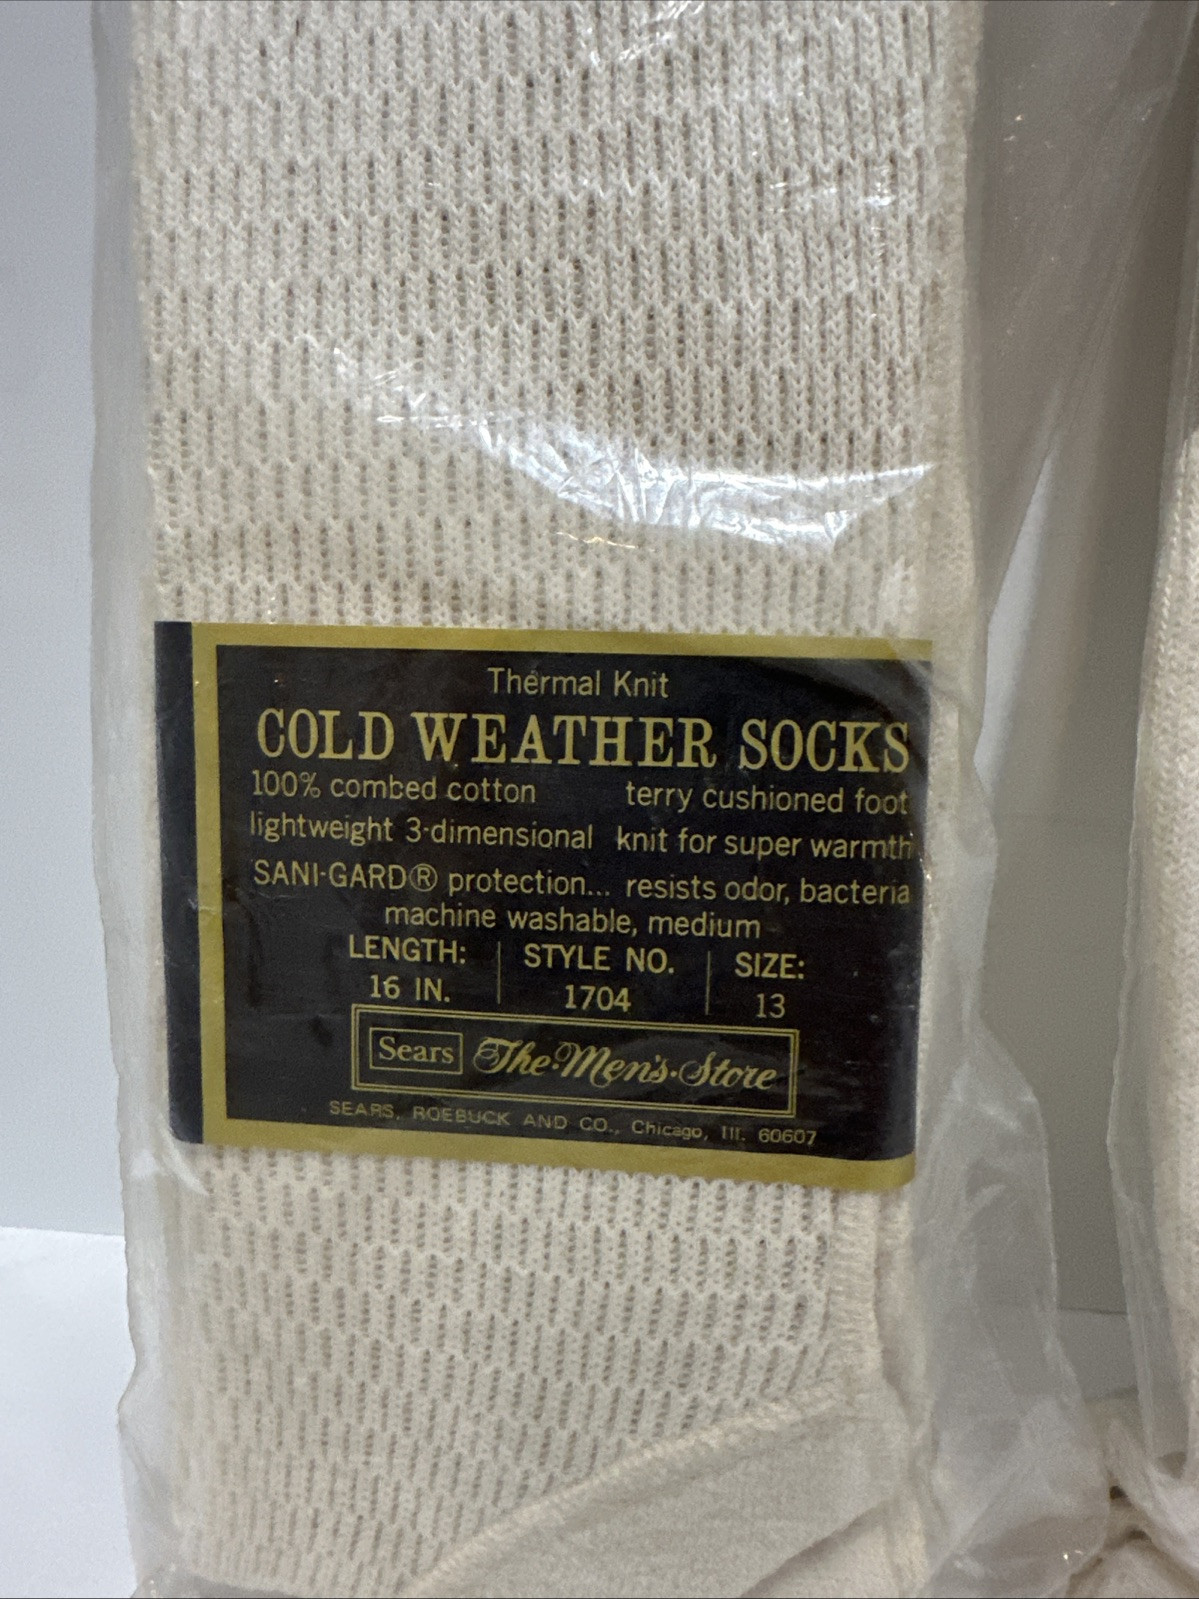 Thermal Knit
COLD WEATHER SOCKS
100% combed cotton terry cushioned foot
lightweight 3-dimensional knit for super warmth
SANI-GARD® protection... resists odor, bacteria
machine washable, medium
LENGTH: STYLE NO. SIZE:
16 IN. 1704 13
Sears The·Men's·Store
SEARS, ROEBUCK AND CO., Chicago, Ill. 60607